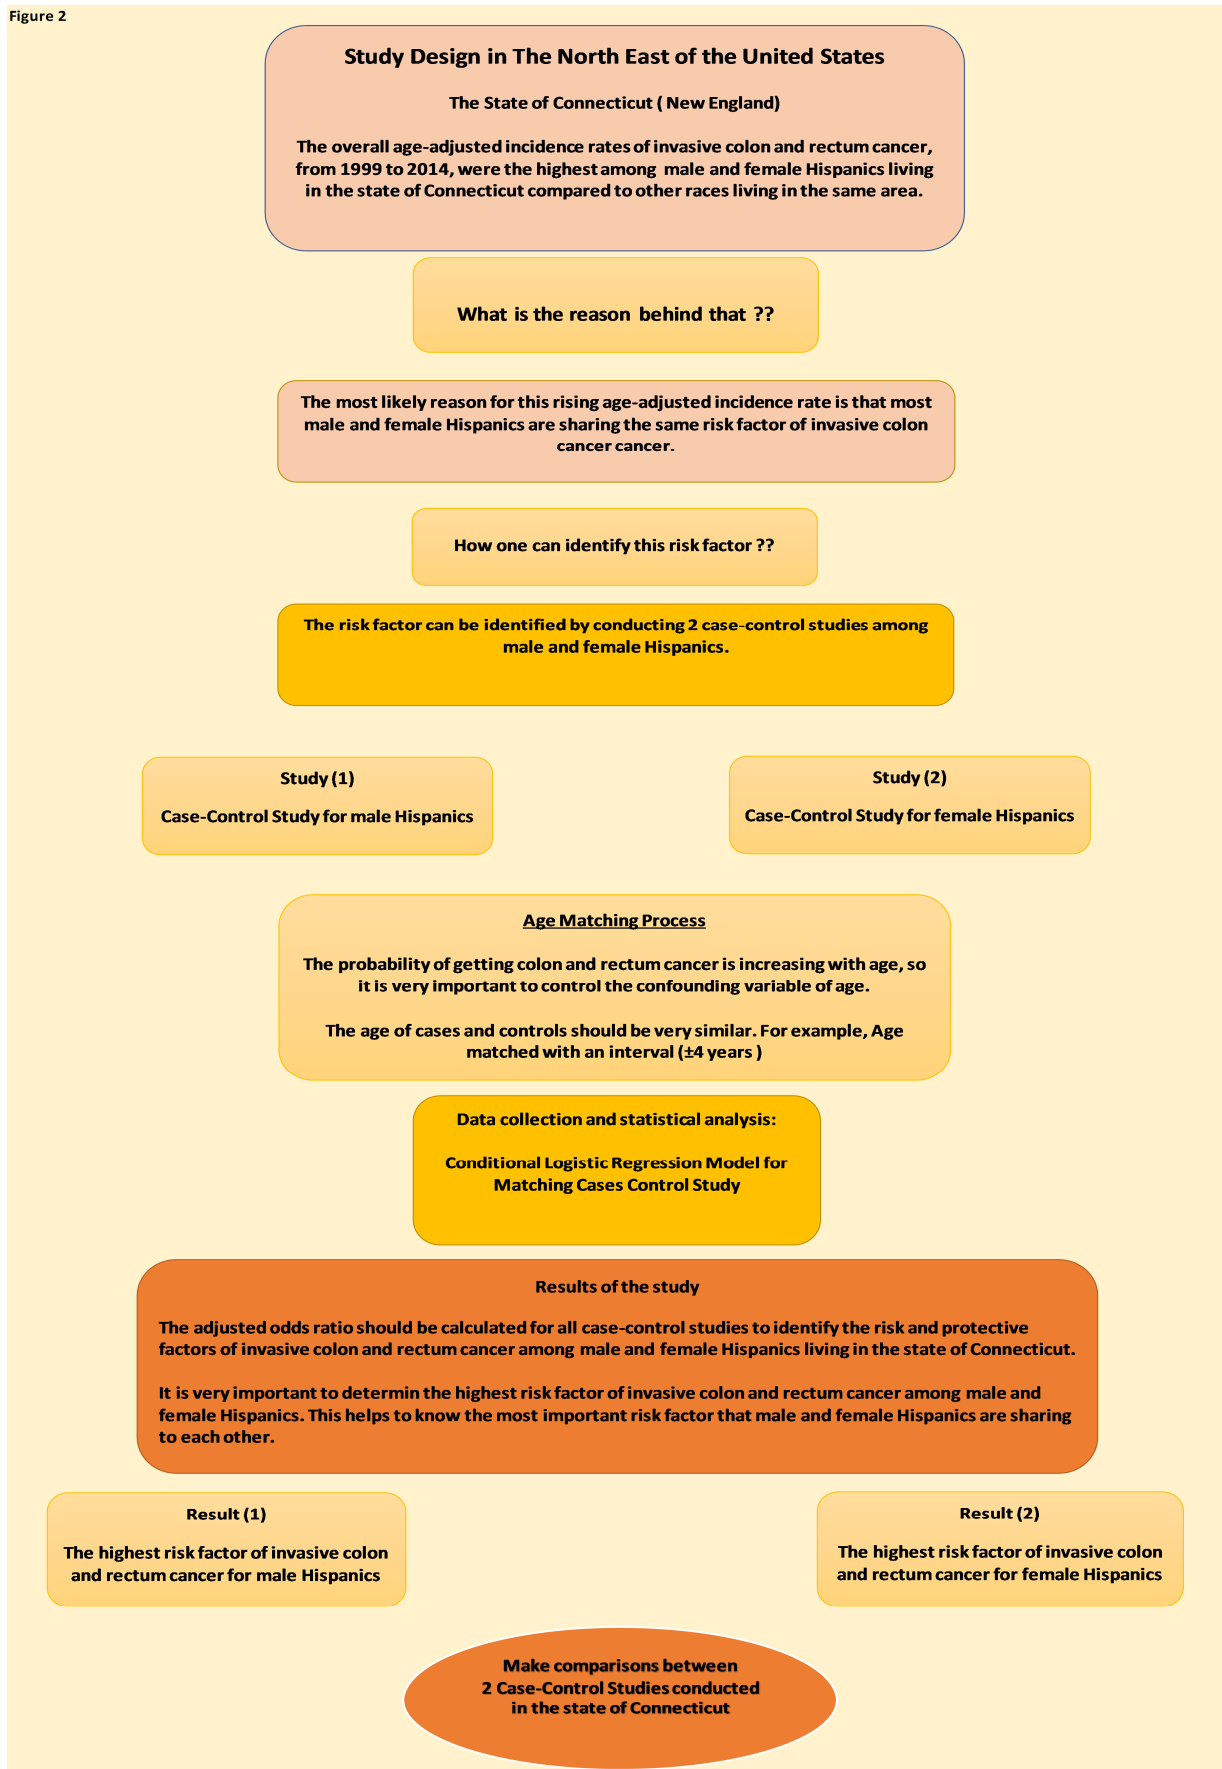 Figure 2
Study Design in The North East of the United States
The State of Connecticut ( New England)
The overall age-adjusted incidence rates of invasive colon and rectum cancer,
from 1999 to 2014, were the highest among male and female Hispanics living
in the state of Connecticut compared to other races living in the same area.
What is the reason behind that ??
The most likely reason for this rising age-adjusted incidence rate is that most
male and female Hispanics are sharing the same risk factor of invasive colon
cancer cancer.
How one can identify this risk factor ??
The risk factor can be identified by conducting 2 case-control studies among
male and female Hispanics.
Study (1)
Case-Control Study for male Hispanics
Study (2)
Case-Control Study for female Hispanics
Age Matching Process
The probability of getting colon and rectum cancer is increasing with age, so
it is very important to control the confounding variable of age.
The age of cases and controls should be very similar. For example, Age
matched with an interval (±4 years )
Data collection and statistical analysis:
Conditional Logistic Regression Model for
Matching Cases Control Study
Results of the study
The adjusted odds ratio should be calculated for all case-control studies to identify the risk and protective
factors of invasive colon and rectum cancer among male and female Hispanics living in the state of Connecticut.
It is very important to determin the highest risk factor of invasive colon and rectum cancer among male and
female Hispanics. This helps to know the most important risk factor that male and female Hispanics are sharing
to each other.
Result (1)
The highest risk factor of invasive colon
and rectum cancer for male Hispanics
Result (2)
The highest risk factor of invasive colon
and rectum cancer for female Hispanics
Make comparisons between
2 Case-Control Studies conducted
in the state of Connecticut